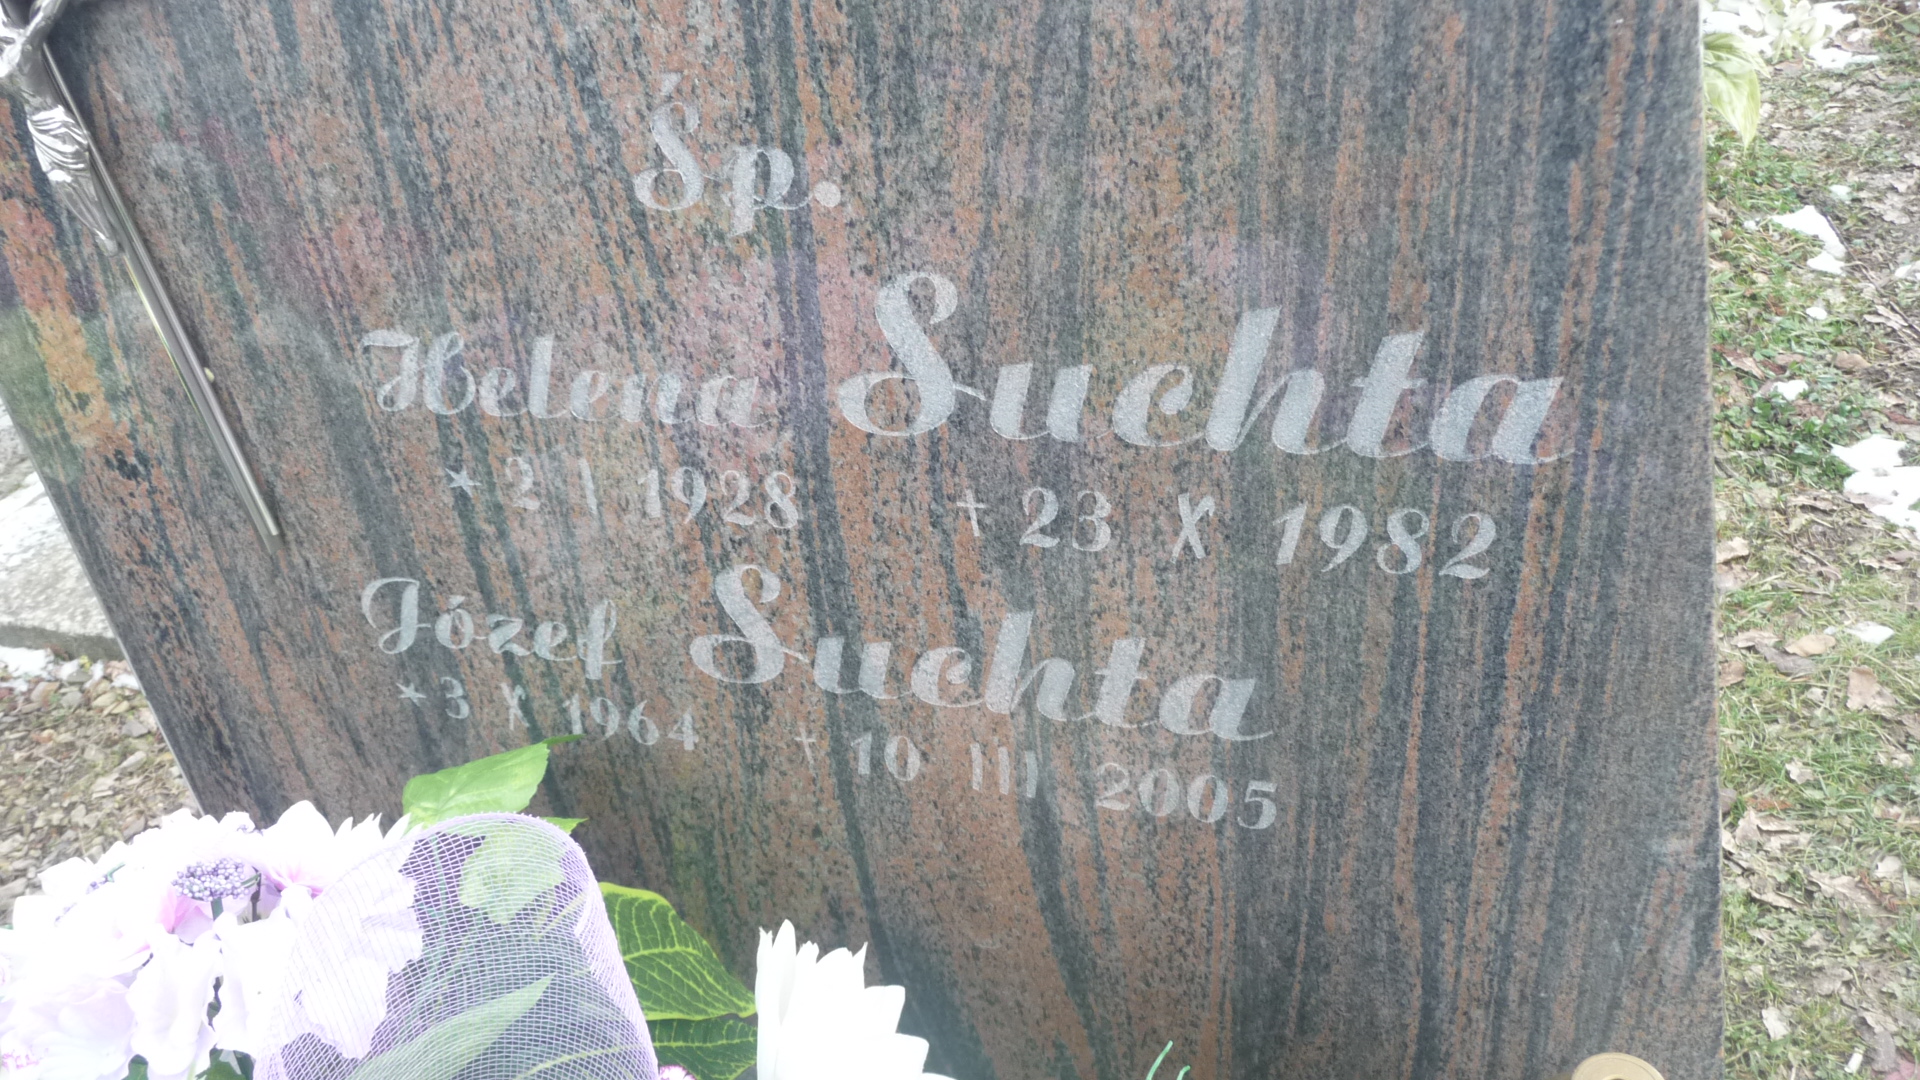 Śp.
Helena Suchta
* 2 I 1928 † 23 X 1982
Józef Suchta
* 3 X 1964 † 10 III 2005